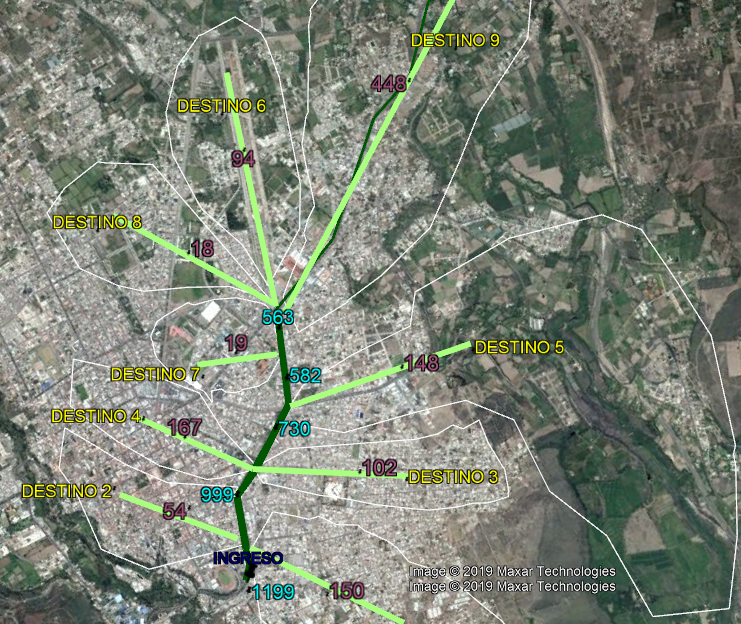 DESTINO 9
448
DESTINO 6
94
DESTINO 8
18
563
19
DESTINO 7
582
DESTINO 5
148
DESTINO 4
167
730
102
DESTINO 3
DESTINO 2
999
54
INGRESO
1199
150
mage © 2019 Maxar Technologies
Image © 2019 Maxar Technologies